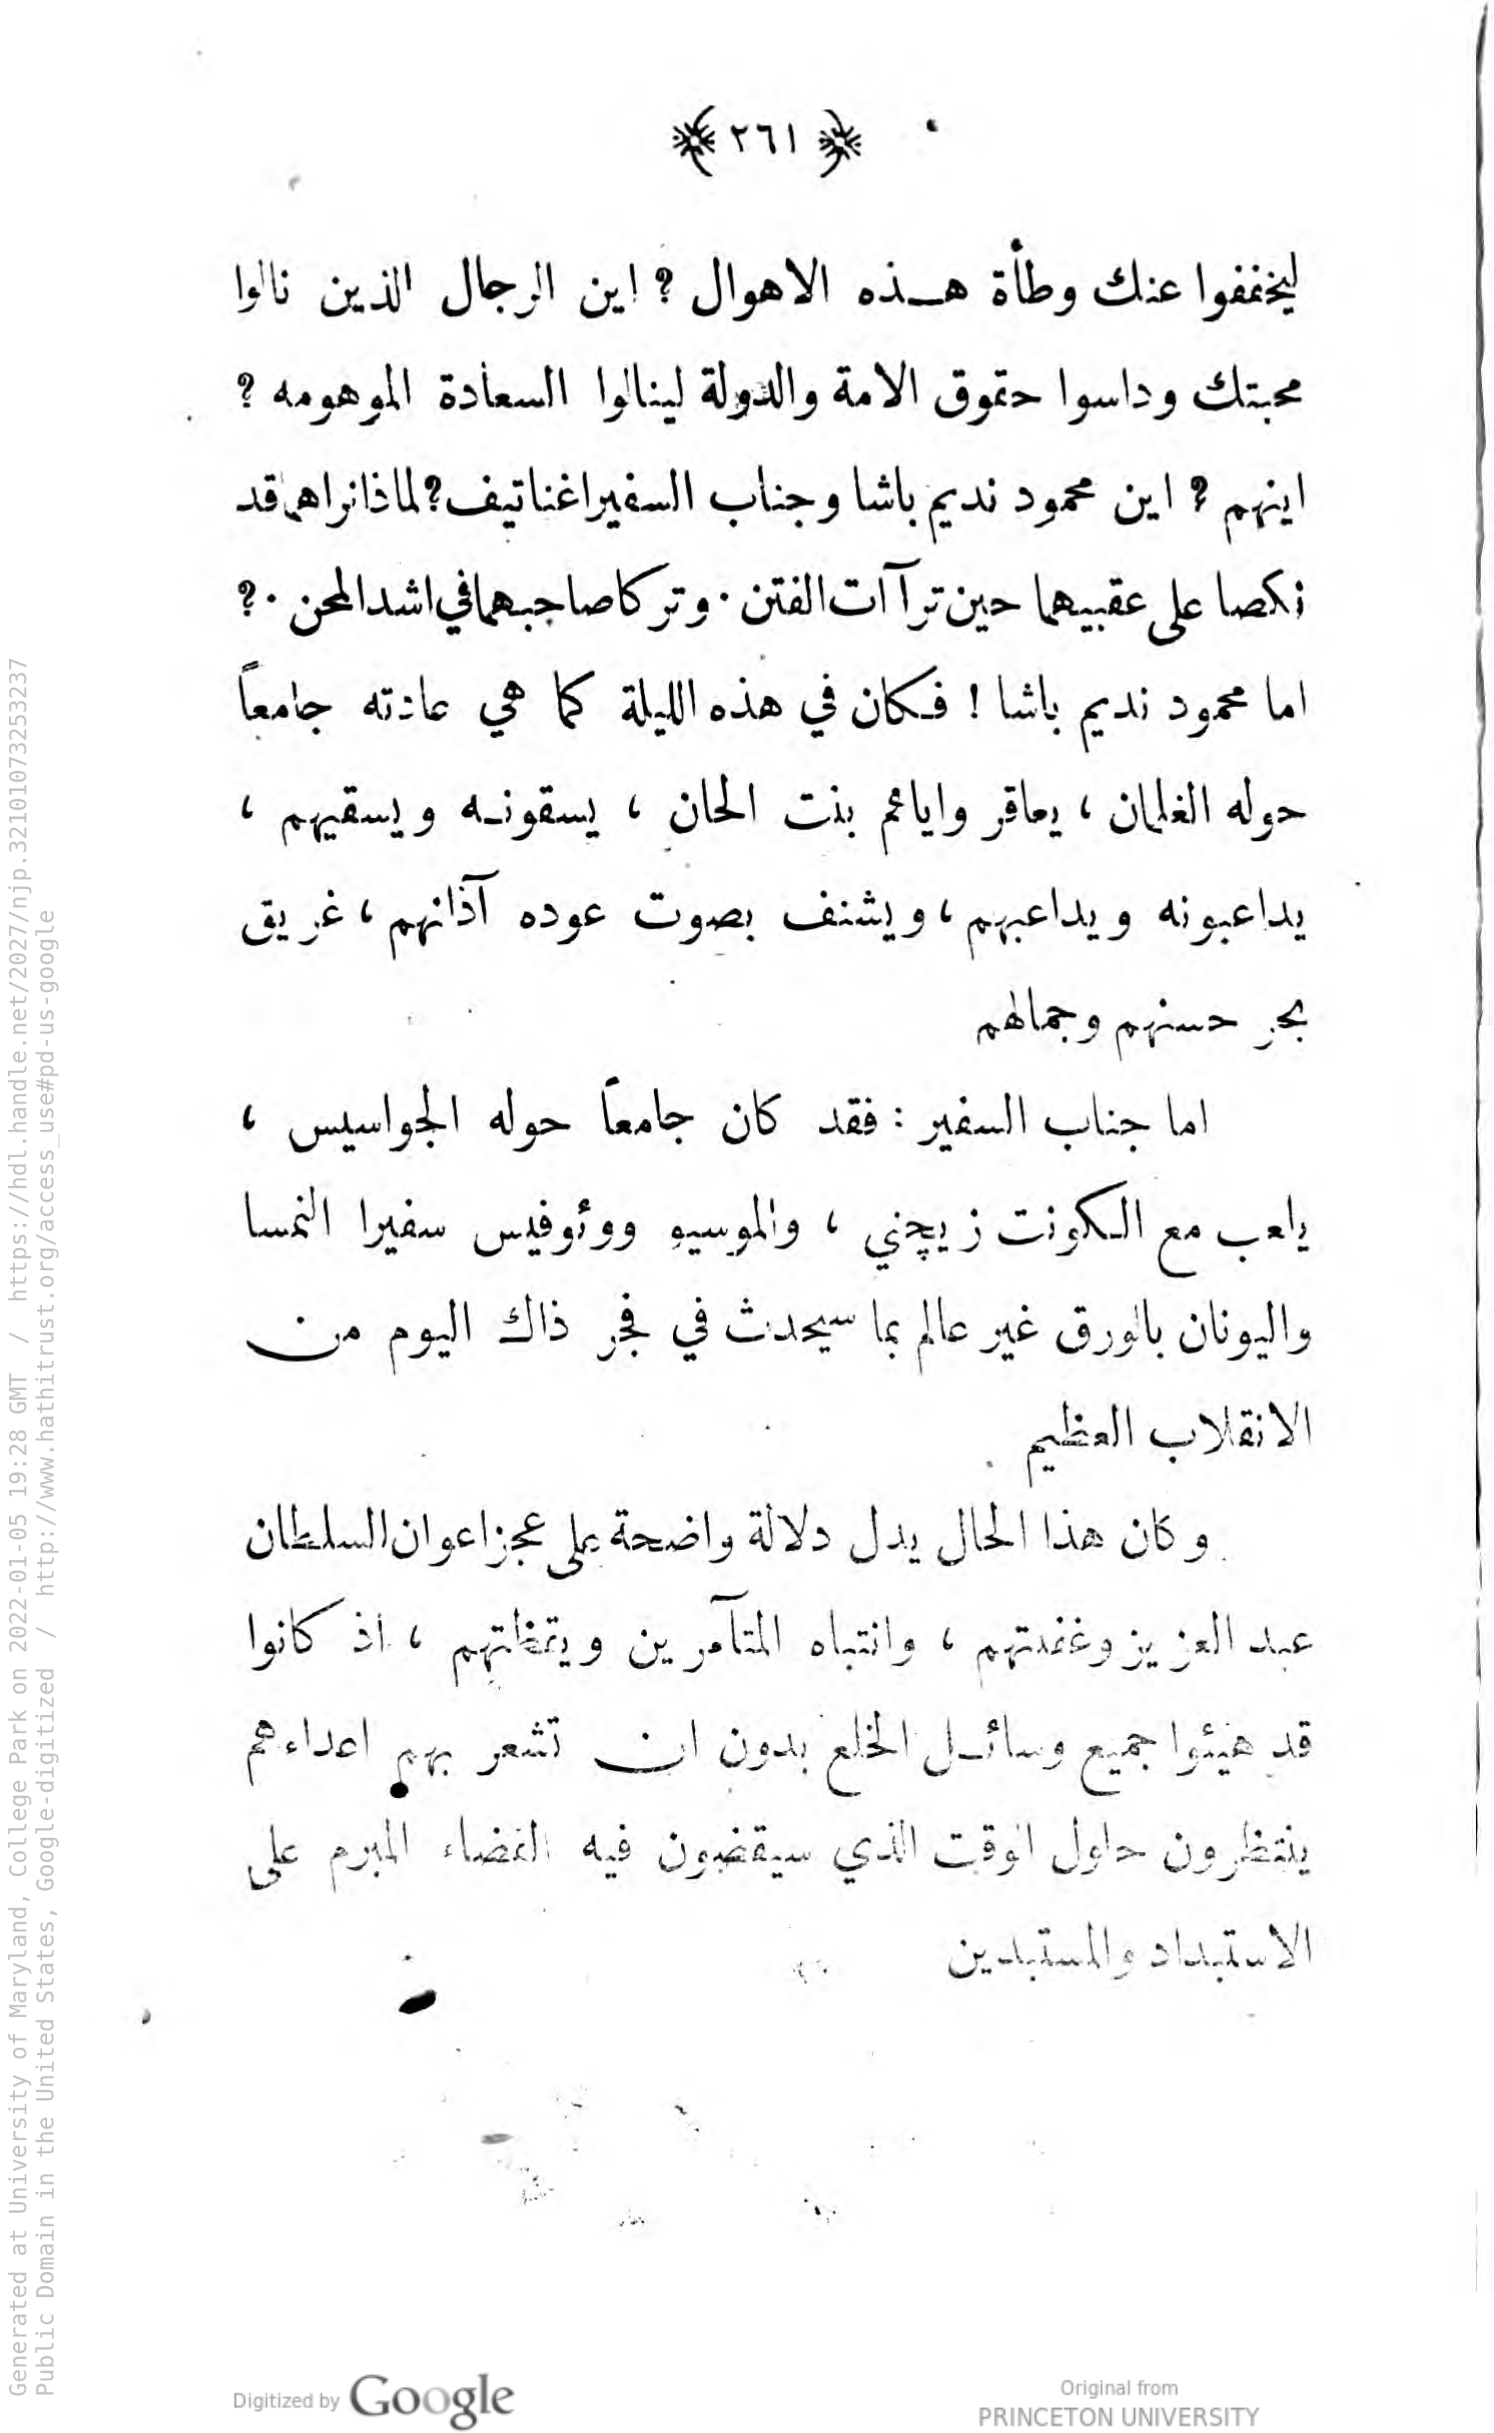 ﴿ ٢٦١ ﴾
ليخففوا عنك وطأة هـذه الاهوال ؟ اين الرجال الذين نالوا
محبتك وداسوا حقوق الامة والدولة لينالوا السعادة الموهومه ؟
اينهم ؟ اين محمود نديم باشا وجناب السفير اغناتيف ؟ لماذا نراهما قد
نكصا على عقبيهما حين ترآآت الفتن ٠ وتركا صاحبهما في اشد المحن ٠ ؟
اما محمود نديم باشا ! فكان في هذه الليلة كما هي عادته جامعاً
حوله الغلمان ، يعاقر واياهم بنت الحان ، يسقونـه ويسقيهم ،
يداعبونه ويداعبهم ، ويشنف بصوت عوده آذانهم ، غريق
بحر حسنهم وجمالهم
اما جناب السفير : فقد كان جامعاً حوله الجواسيس ،
يلعب مع الكونت زيچني ، والموسيو ووئوفيس سفيرا النمسا
واليونان بالورق غير عالم بما سيحدث في فجر ذاك اليوم من
الانقلاب العظيم
وكان هذا الحال يدل دلالة واضحة على عجز اعوان السلطان
عبد العزيز وغفلتهم ، وانتباه المتآمرين ويقظتهم ، اذ كانوا
قد هيئوا جميع وسائـل الخلع بدون ان تشعر بهم اعداءهم
ينتظرون حلول الوقت الذي سيقضون فيه القضاء المبرم على
الاستبداد والمستبدين
Generated at University of Maryland, College Park on 2022-01-05 19:28 GMT / https://hdl.handle.net/2027/njp.32101073253237
Public Domain in the United States, Google-digitized / http://www.hathitrust.org/access_use#pd-us-google
Digitized by Google
Original from
PRINCETON UNIVERSITY